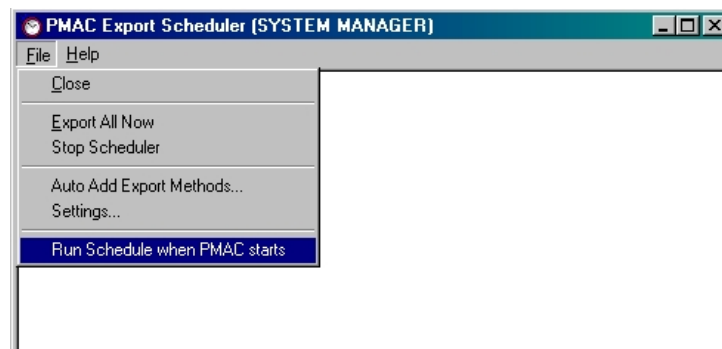 PMAC Export Scheduler (SYSTEM MANAGER)
File Help
Close
Export All Now
Stop Scheduler
Auto Add Export Methods...
Settings...
Run Schedule when PMAC starts